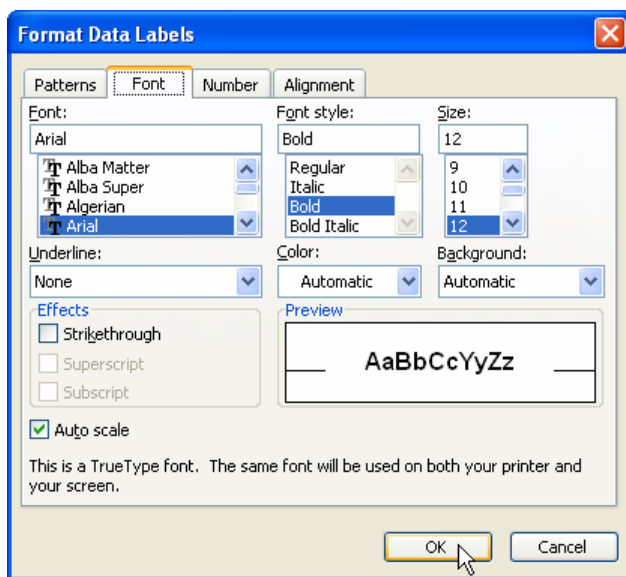 Format Data Labels
Patterns Font Number Alignment
Font: Font style: Size:
Arial Bold 12
Alba Matter Regular 9
Alba Super Italic 10
Algerian Bold 11
Arial Bold Italic 12
Underline: Color: Background:
None Automatic Automatic
Effects Preview
Strikethrough
Superscript AaBbCcYyZz
Subscript
Auto scale
This is a TrueType font. The same font will be used on both your printer and
your screen.
OK Cancel